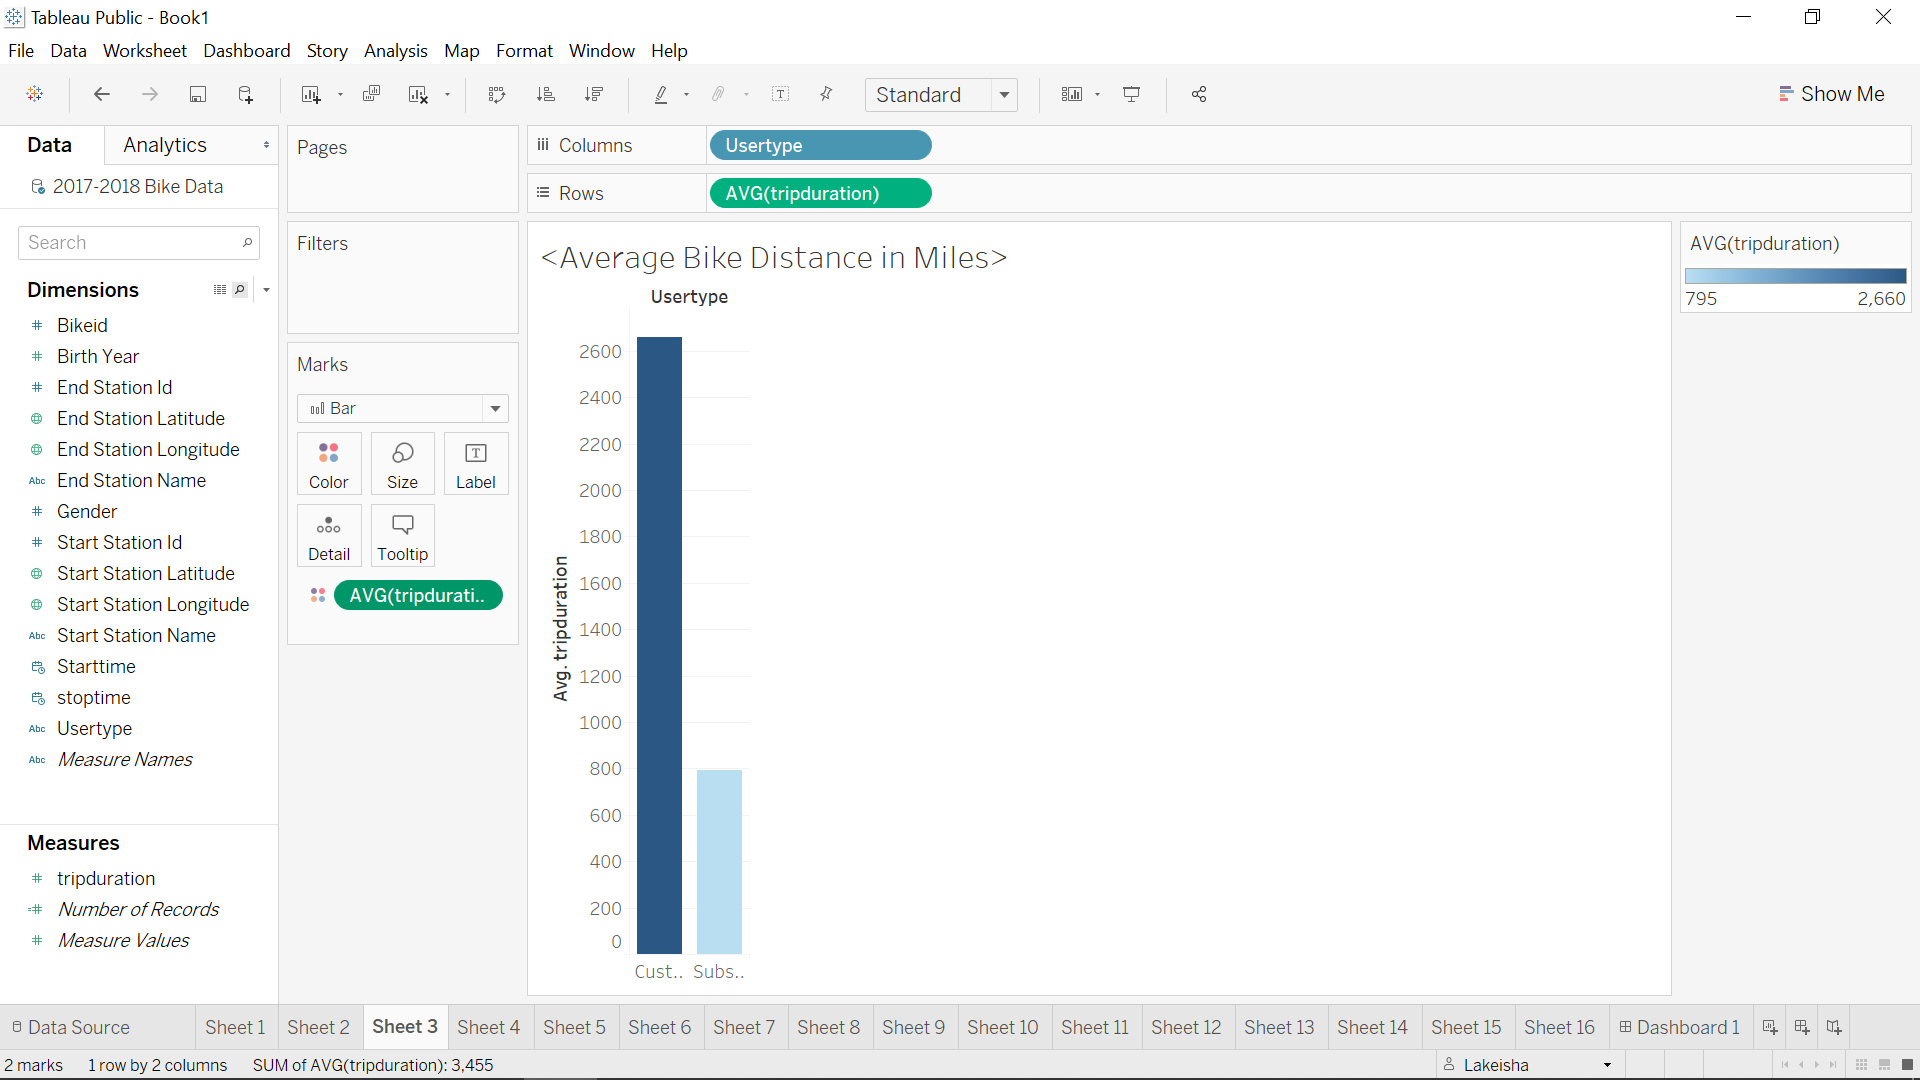 Tableau Public - Book1
File Data Worksheet Dashboard Story Analysis Map Format Window Help
Standard
Show Me
Data Analytics
2017-2018 Bike Data
Search
Dimensions
# Bikeid
# Birth Year
# End Station Id
End Station Latitude
End Station Longitude
Abc End Station Name
# Gender
# Start Station Id
Start Station Latitude
Start Station Longitude
Abc Start Station Name
Starttime
stoptime
Abc Usertype
Abc Measure Names
Measures
# tripduration
=# Number of Records
# Measure Values
Pages
Filters
Marks
Bar
Color Size T Label
Detail Tooltip
AVG(tripdurati..
Columns Usertype
Rows AVG(tripduration)
<Average Bike Distance in Miles>
Usertype
2600
2400
2200
2000
1800
1600
1400
1200
1000
800
600
400
200
0
Avg. tripduration
Cust.. Subs..
AVG(tripduration)
795 2,660
Data Source Sheet 1 Sheet 2 Sheet 3 Sheet 4 Sheet 5 Sheet 6 Sheet 7 Sheet 8 Sheet 9 Sheet 10 Sheet 11 Sheet 12 Sheet 13 Sheet 14 Sheet 15 Sheet 16 Dashboard 1
2 marks 1 row by 2 columns SUM of AVG(tripduration): 3,455 Lakeisha